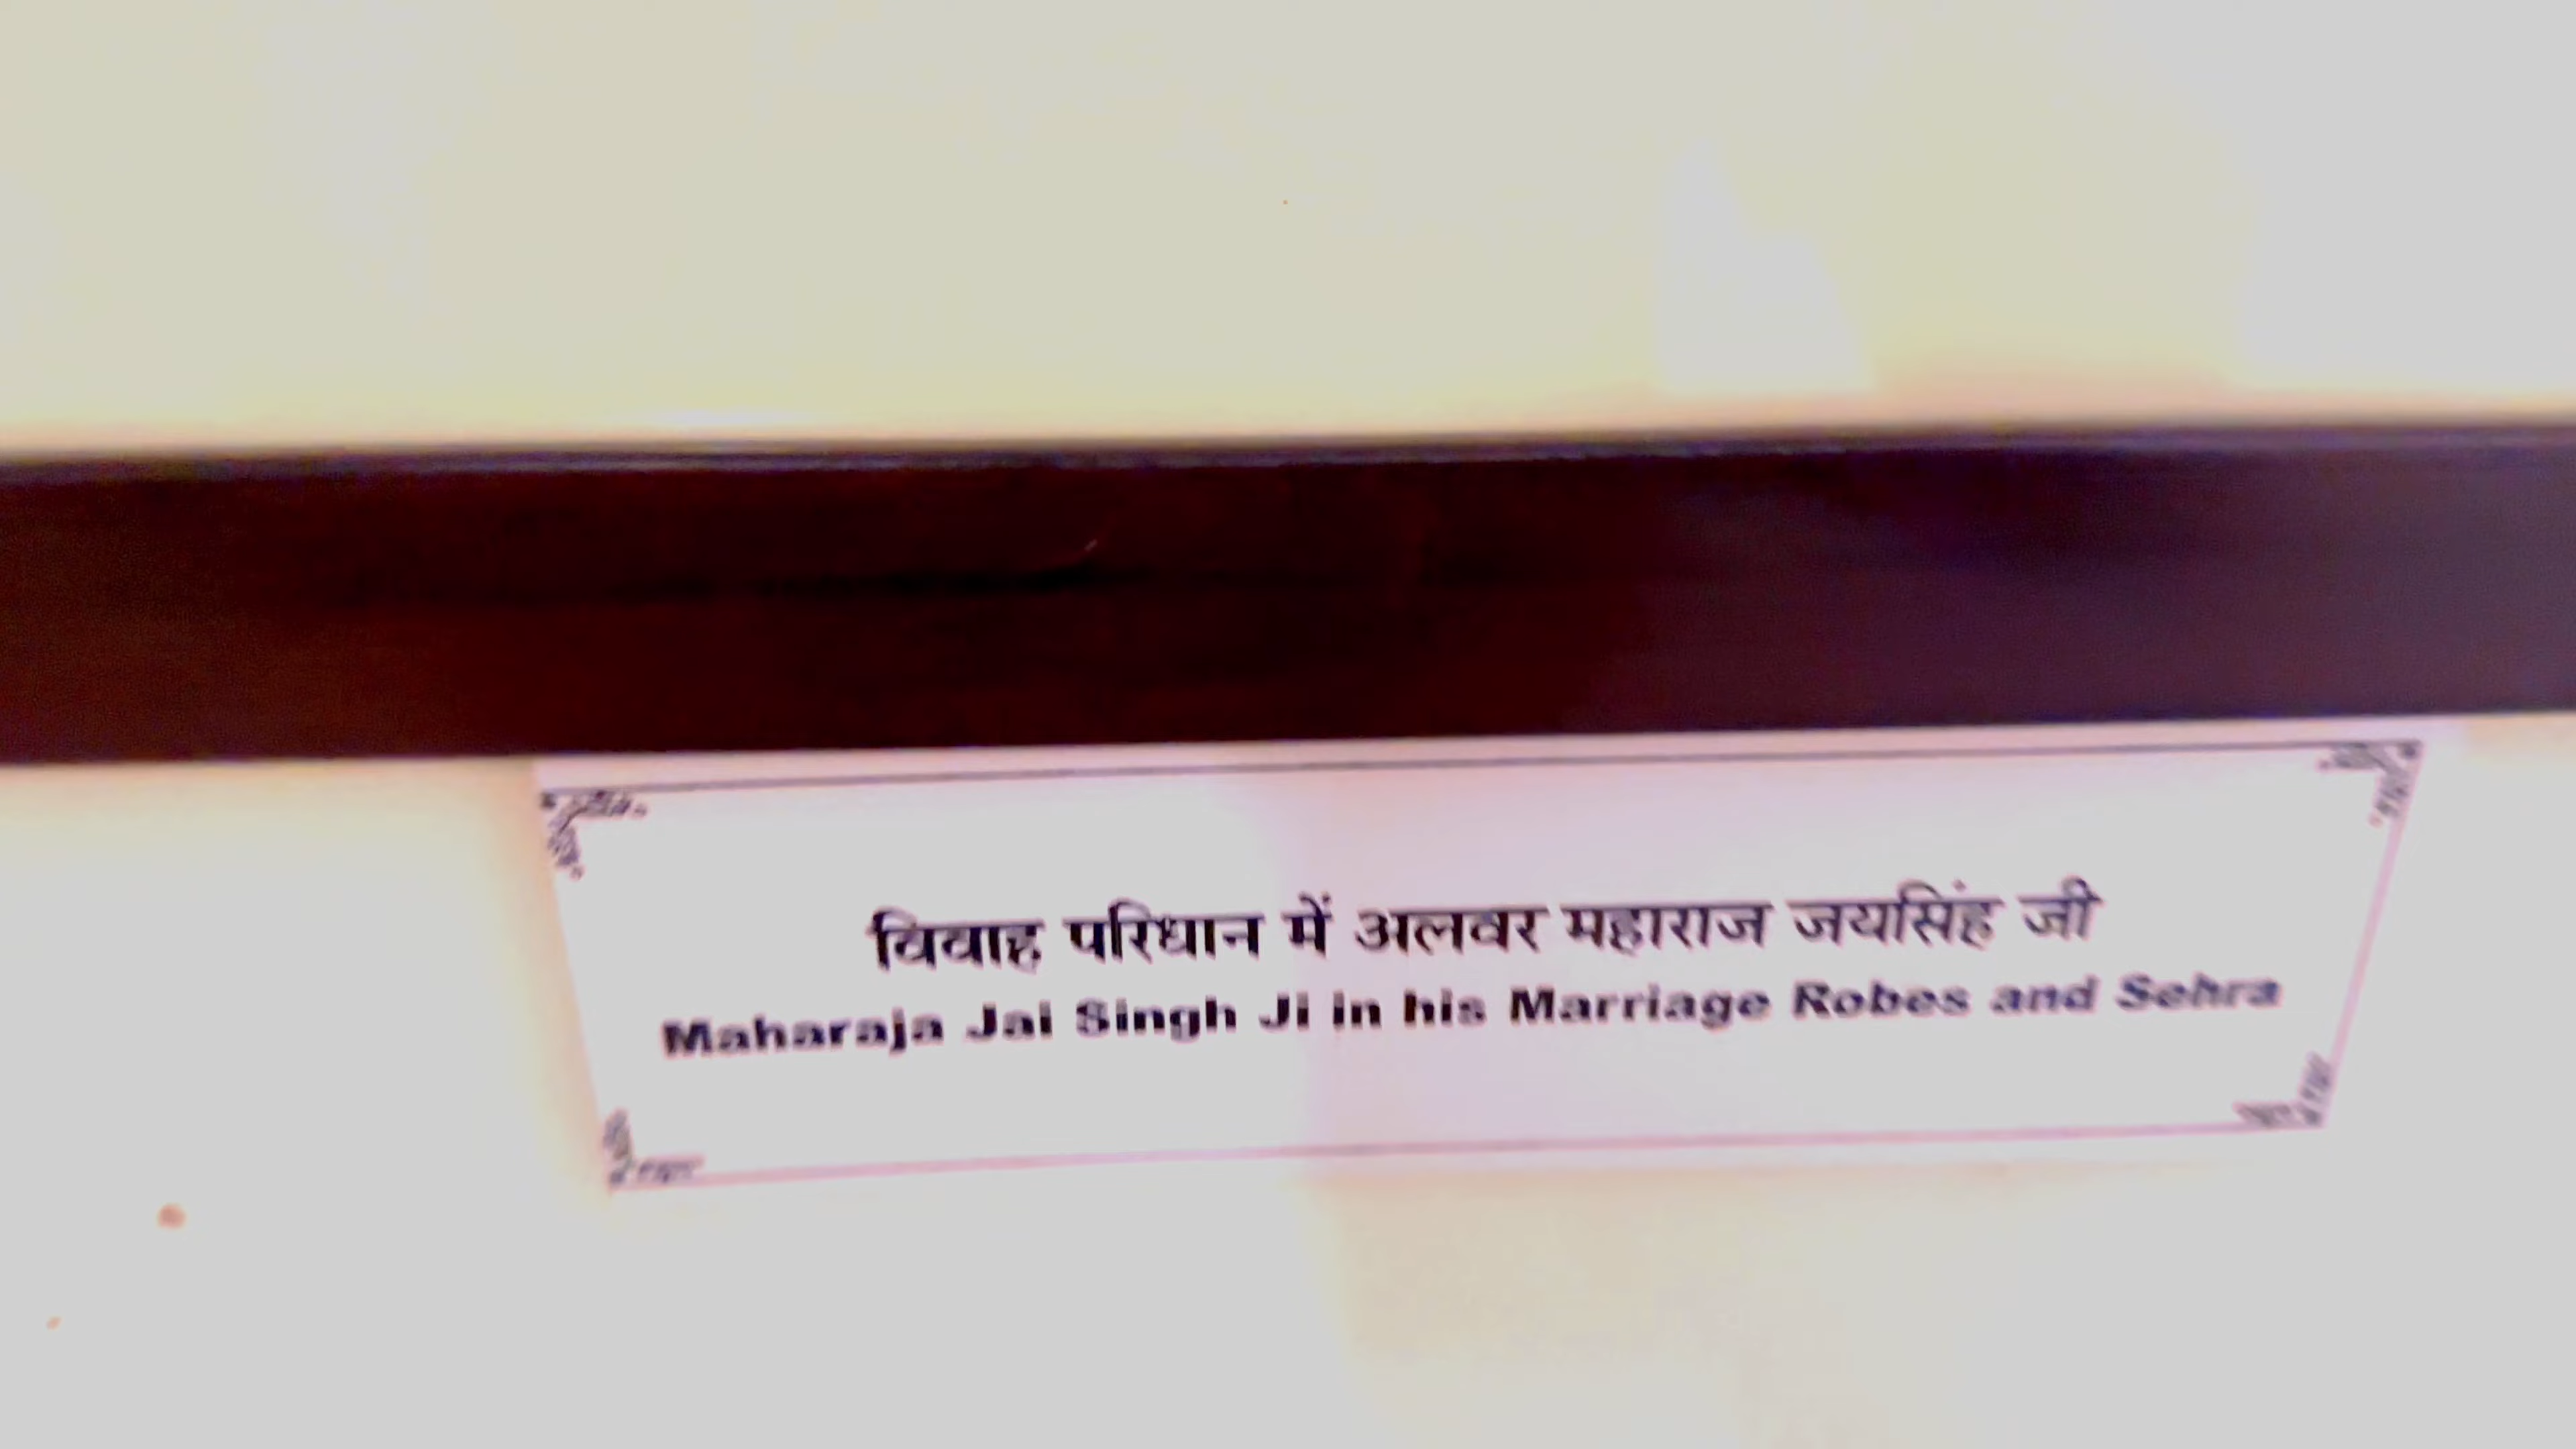 विवाह परिधान में अलवर महाराज जयसिंह जी
Maharaja Jai Singh Ji in his Marriage Robes and Sehra